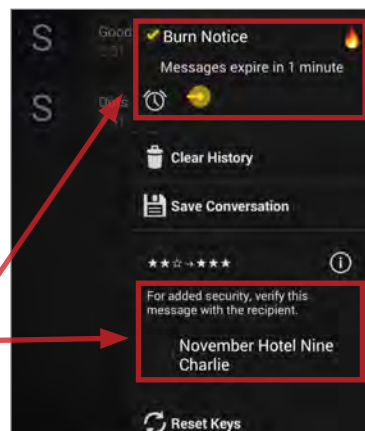 S
Good
Burn Notice
Messages expire in 1 minute
S
Clear History
Save Conversation
★★☆→★★★
For added security, verify this
message with the recipient.
November Hotel Nine
Charlie
Reset Keys